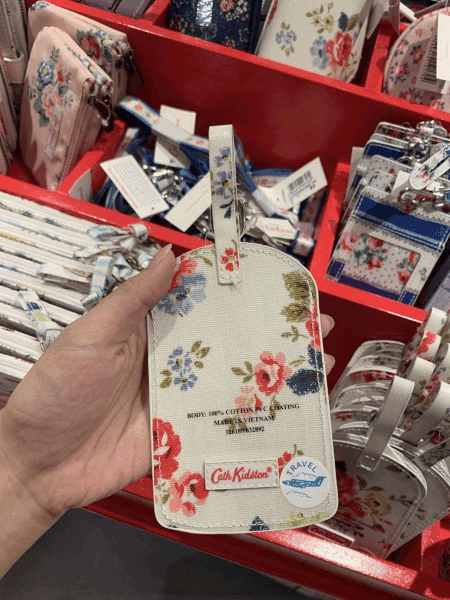 BODY: 100% COTTON PVC COATING
MADE IN VIETNAM
Cath Kidston
TRAVEL